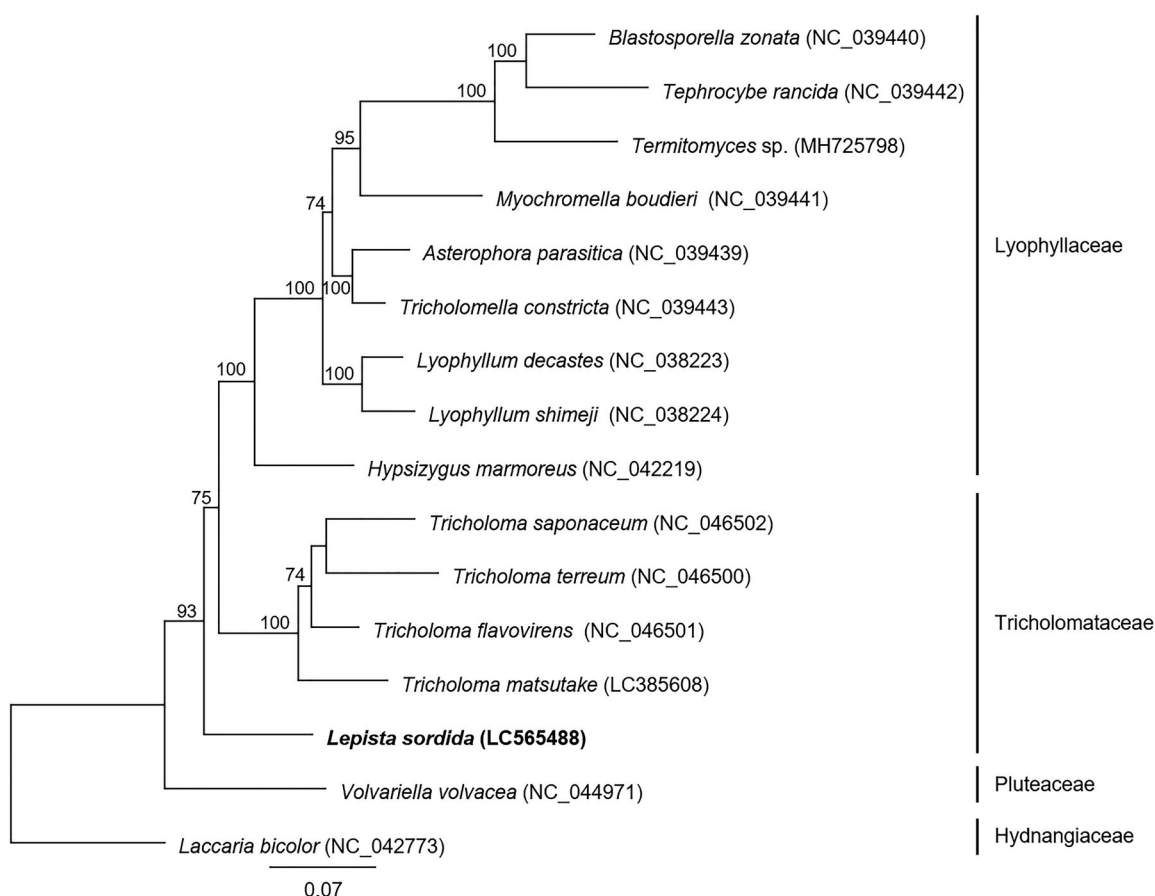 100
Blastosporella zonata (NC_039440)
100
Tephrocybe rancida (NC_039442)
95
Termitomyces sp. (MH725798)
74
Myochromella boudieri (NC_039441)
Lyophyllaceae
Asterophora parasitica (NC_039439)
100
100
Tricholomella constricta (NC_039443)
100
Lyophyllum decastes (NC_038223)
100
Lyophyllum shimeji (NC_038224)
Hypsizygus marmoreus (NC_042219)
75
Tricholoma saponaceum (NC_046502)
74
Tricholoma terreum (NC_046500)
93
100
Tricholoma flavovirens (NC_046501)
Tricholomataceae
Tricholoma matsutake (LC385608)
Lepista sordida (LC565488)
Volvariella volvacea (NC_044971)
Pluteaceae
Laccaria bicolor (NC_042773)
Hydnangiaceae
0.07